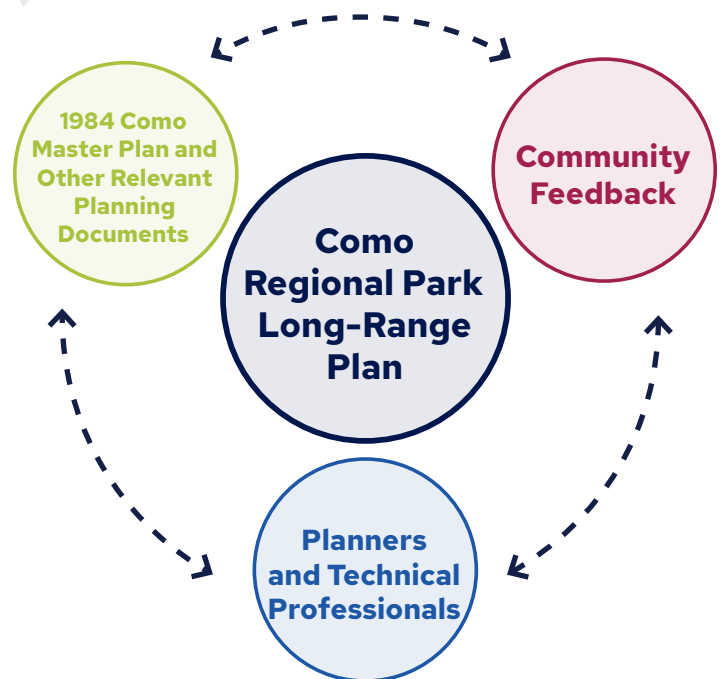 1984 Como
Master Plan and
Other Relevant
Planning
Documents
Community
Feedback
Como
Regional Park
Long-Range
Plan
Planners
and Technical
Professionals